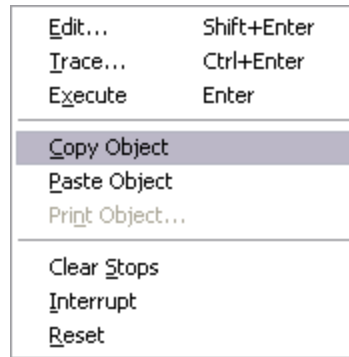 Edit... Shift+Enter
Trace... Ctrl+Enter
Execute Enter
Copy Object
Paste Object
Print Object...
Clear Stops
Interrupt
Reset